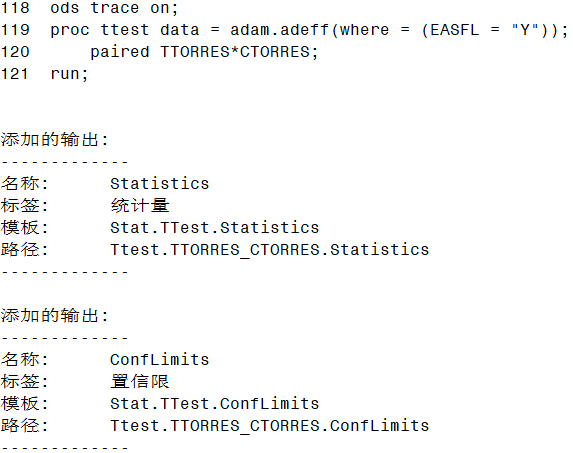 118  ods trace on;
119  proc ttest data = adam.adeff(where = (EASFL = "Y"));
120      paired TTORRES*CTORRES;
121  run;
添加的输出:
-------------
名称:      Statistics
标签:      统计量
模板:      Stat.TTest.Statistics
路径:      Ttest.TTORRES_CTORRES.Statistics
-------------
添加的输出:
-------------
名称:      ConfLimits
标签:      置信限
模板:      Stat.TTest.ConfLimits
路径:      Ttest.TTORRES_CTORRES.ConfLimits
-------------